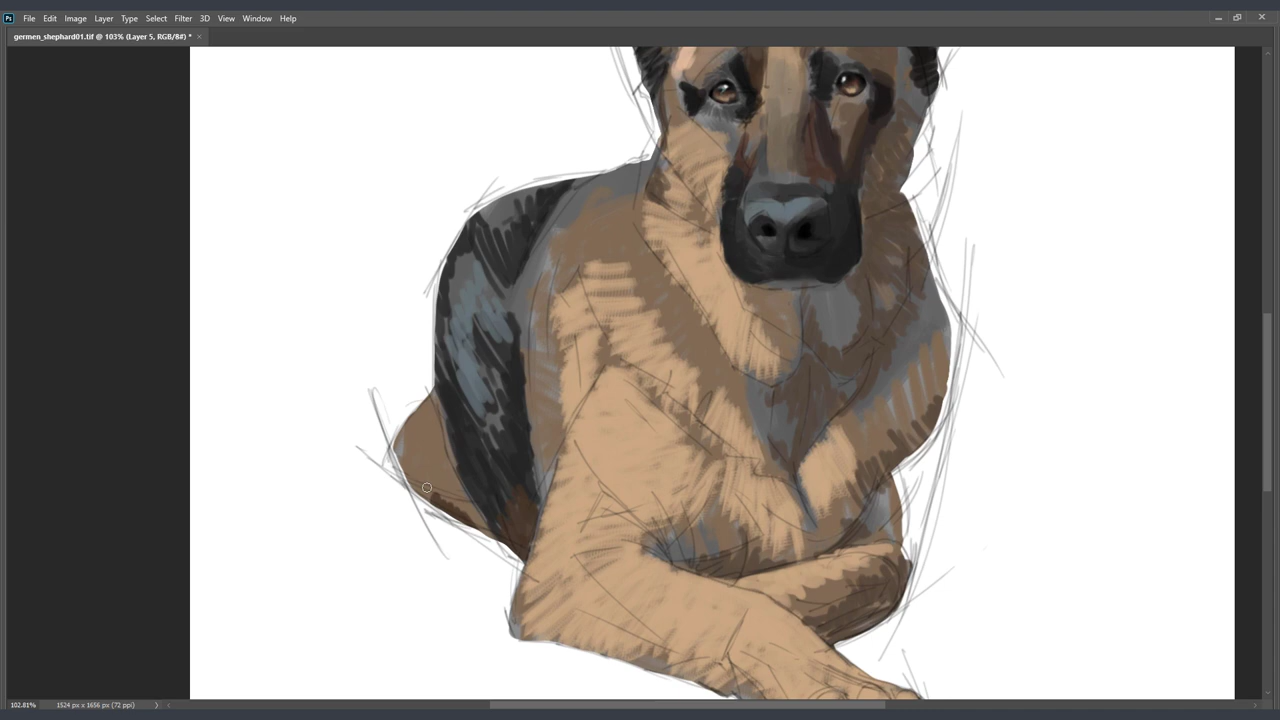 Ps File Edit Image Layer Type Select Filter 3D View Window Help
germen_shephard01.tif @ 103% (Layer 5, RGB/8#) * ×
102.81% 1524 px x 1656 px (72 ppi)